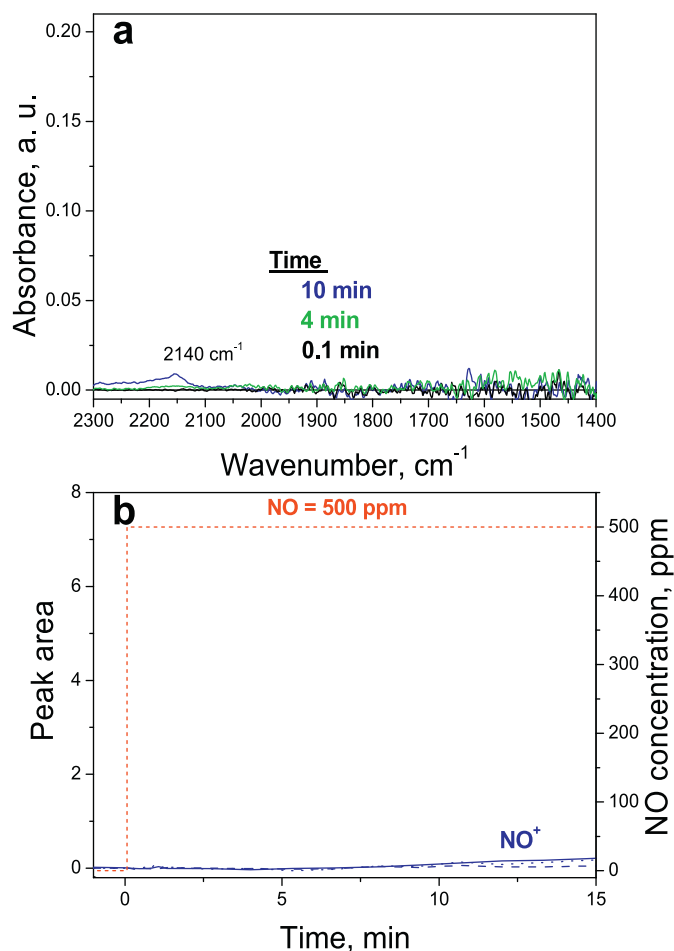 a
0.20
0.15
0.10
0.05
0.00
Absorbance, a. u.
Time
10 min
4 min
0.1 min
2140 cm⁻¹
2300 2200 2100 2000 1900 1800 1700 1600 1500 1400
Wavenumber, cm⁻¹
b
NO = 500 ppm
8
6
4
2
0
Peak area
500
400
300
200
100
0
NO concentration, ppm
NO⁺
0 5 10 15
Time, min